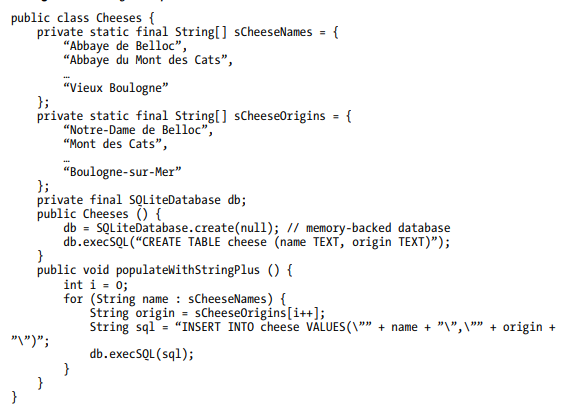 public class Cheeses {
    private static final String[] sCheeseNames = {
        “Abbaye de Belloc”,
        “Abbaye du Mont des Cats”,
        …
        “Vieux Boulogne”
    };
    private static final String[] sCheeseOrigins = {
        “Notre-Dame de Belloc”,
        “Mont des Cats”,
        …
        “Boulogne-sur-Mer”
    };
    private final SQLiteDatabase db;
    public Cheeses () {
        db = SQLiteDatabase.create(null); // memory-backed database
        db.execSQL(“CREATE TABLE cheese (name TEXT, origin TEXT)”);
    }
    public void populateWithStringPlus () {
        int i = 0;
        for (String name : sCheeseNames) {
            String origin = sCheeseOrigins[i++];
            String sql = “INSERT INTO cheese VALUES(\”” + name + ”\”,\”” + origin +
”\”)”;
            db.execSQL(sql);
        }
    }
}